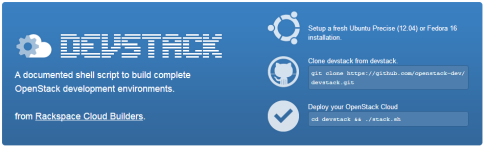 DEVSTACK
A documented shell script to build complete
OpenStack development environments.
from Rackspace Cloud Builders.
Setup a fresh Ubuntu Precise (12.04) or Fedora 16
installation.
Clone devstack from devstack.
git clone https://github.com/openstack-dev/
devstack.git
Deploy your OpenStack Cloud
cd devstack && ./stack.sh